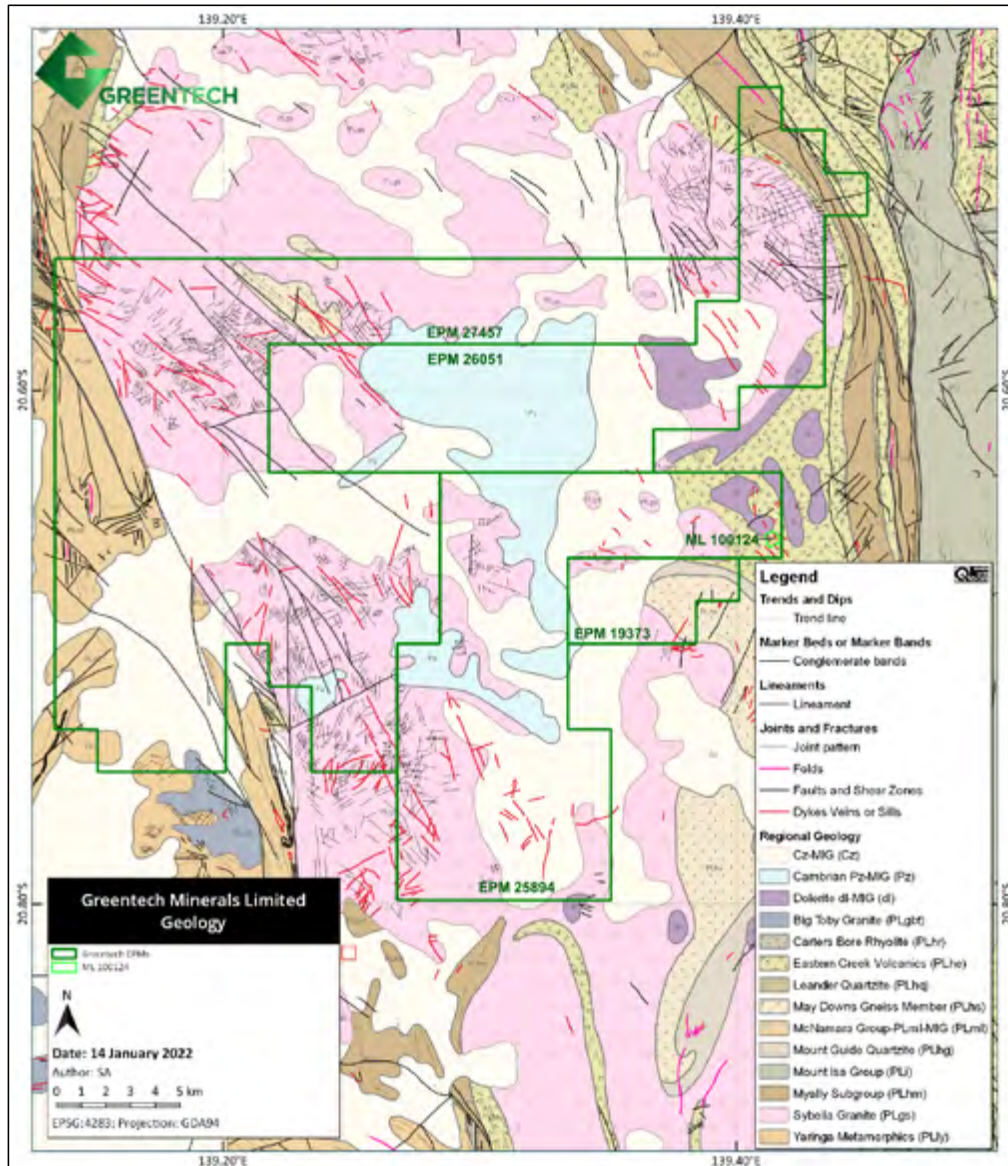 139.20°E
139.40°E
GREENTECH
EPM 27457
EPM 26051
20.60°S
20.60°S
ML 100124
EPM 19373
EPM 25894
20.80°S
Legend
Trends and Dips
Trend line
Marker Beds or Marker Bands
Conglomerate bands
Lineaments
Lineament
Joints and Fractures
Joint pattern
Folds
Faults and Shear Zones
Dykes Veins or Sills
Regional Geology
Cz-MIG (Cz)
Cambrian Pz-MIG (Pz)
Dolerite dl-MIG (dl)
Big Toby Granite (PLgbt)
Carters Bore Rhyolite (PLhr)
Eastern Creek Volcanics (PLhe)
Leander Quartzite (PLhq)
May Downs Gneiss Member (PLhs)
McNamara Group-PLml-MIG (PLml)
Mount Guide Quartzite (PLhg)
Mount Isa Group (PLi)
Myally Subgroup (PLhm)
Sybella Granite (PLgs)
Yaringa Metamorphics (PLy)
Greentech Minerals Limited
Geology
Greentech EPMs
ML 100124
N
Date: 14 January 2022
Author: SA
0 1 2 3 4 5 km
EPSG:4283; Projection: GDA94
139.20°E
139.40°E